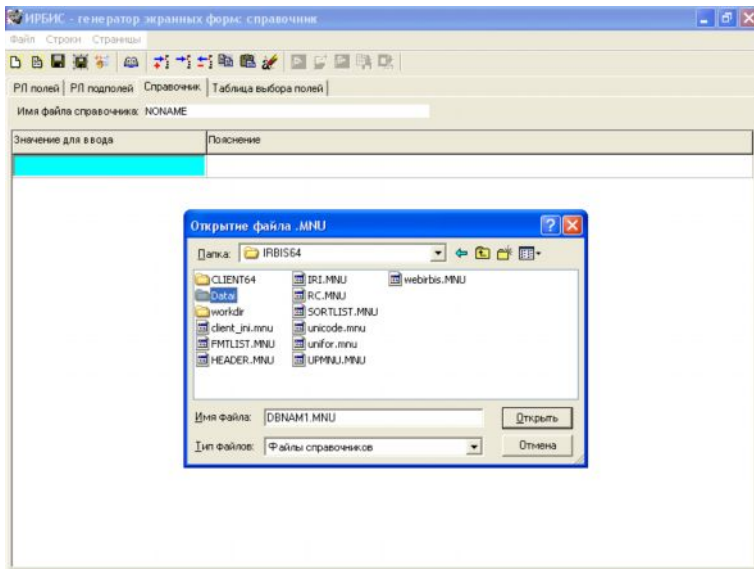 ИРБИС - генератор экранных форм: справочник
Файл Строки Страницы
РЛ полей РЛ подполей Справочник Таблица выбора полей
Имя файла справочника: NONAME
Значение для ввода Пояснение
Открытие файла .MNU
Папка: IRBIS64
CLIENT64 IRI.MNU webirbis.MNU
Datai RC.MNU
workdir SORTLIST.MNU
client_ini.mnu unicode.mnu
FMTLIST.MNU unifor.mnu
HEADER.MNU UPMNU.MNU
Имя файла: DBNAM1.MNU Открыть
Тип файлов: Файлы справочников Отмена